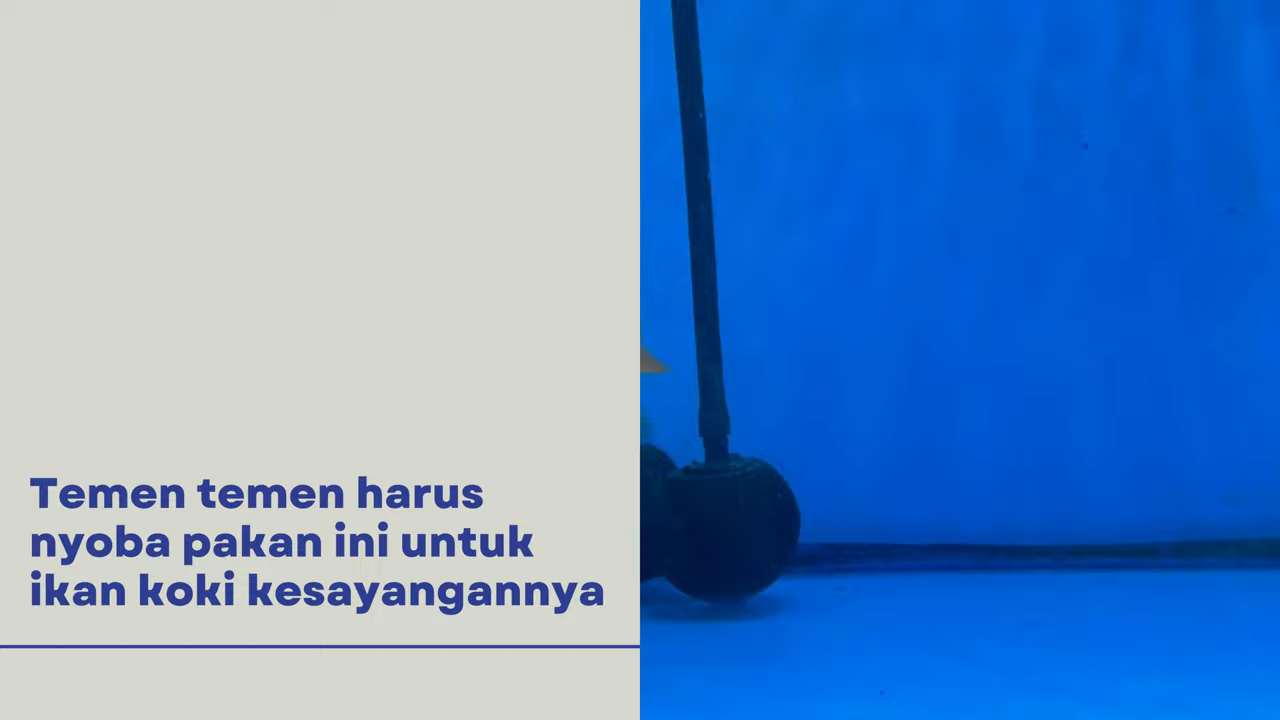 Temen temen harus
nyoba pakan ini untuk
ikan koki kesayangannya